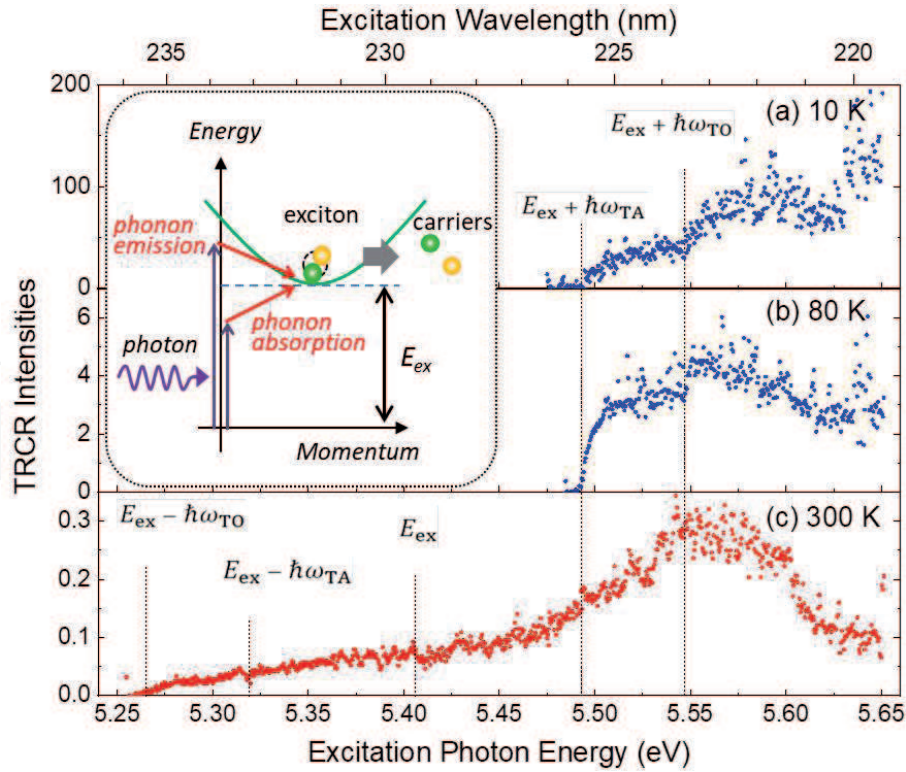 Excitation Wavelength (nm)
235 230 225 220
TRCR Intensities
200
100
0
(a) 10 K
E_ex + ħω_TO
E_ex + ħω_TA
Energy
phonon
emission
exciton
carriers
phonon
absorption
photon
E_ex
Momentum
6
4
2
0
(b) 80 K
0.3
0.2
0.1
0.0
(c) 300 K
E_ex − ħω_TO
E_ex − ħω_TA
E_ex
5.25 5.30 5.35 5.40 5.45 5.50 5.55 5.60 5.65
Excitation Photon Energy (eV)